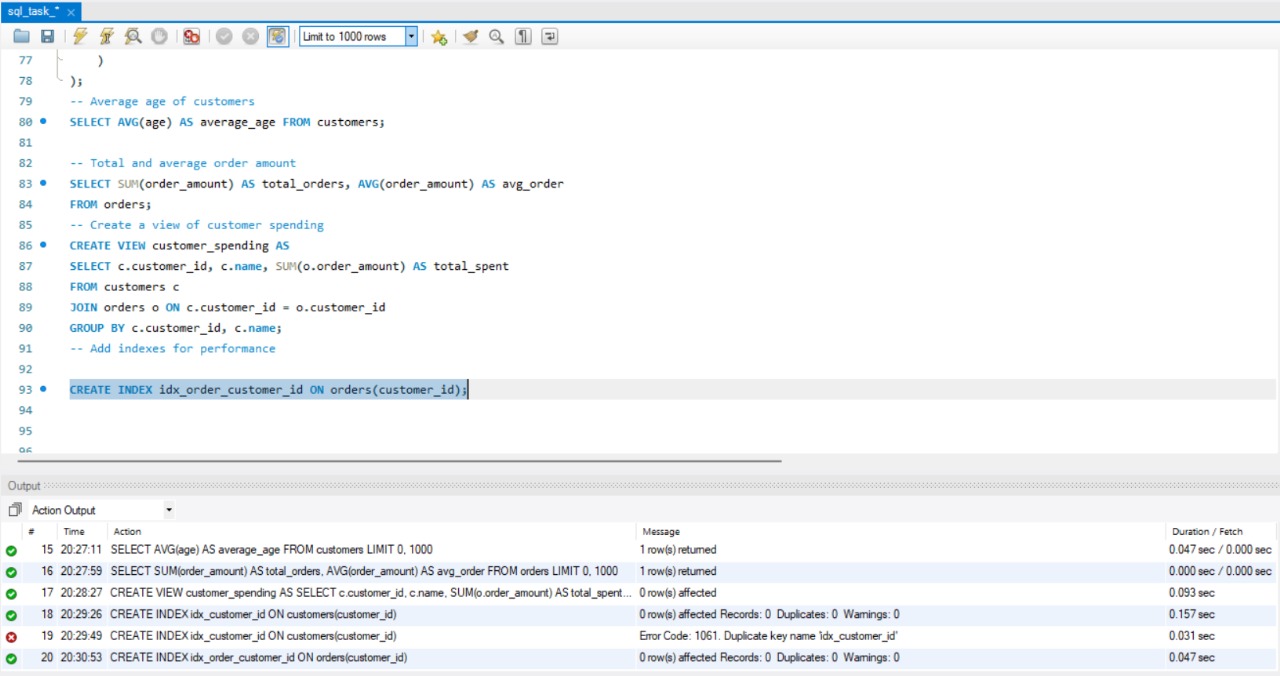 sql_task_* ×
Limit to 1000 rows
77 )
78 );
79 -- Average age of customers
80 SELECT AVG(age) AS average_age FROM customers;
81
82 -- Total and average order amount
83 SELECT SUM(order_amount) AS total_orders, AVG(order_amount) AS avg_order
84 FROM orders;
85 -- Create a view of customer spending
86 CREATE VIEW customer_spending AS
87 SELECT c.customer_id, c.name, SUM(o.order_amount) AS total_spent
88 FROM customers c
89 JOIN orders o ON c.customer_id = o.customer_id
90 GROUP BY c.customer_id, c.name;
91 -- Add indexes for performance
92
93 CREATE INDEX idx_order_customer_id ON orders(customer_id);
94
95
96
Output
Action Output
# Time Action Message Duration / Fetch
15 20:27:11 SELECT AVG(age) AS average_age FROM customers LIMIT 0, 1000 1 row(s) returned 0.047 sec / 0.000 sec
16 20:27:59 SELECT SUM(order_amount) AS total_orders, AVG(order_amount) AS avg_order FROM orders LIMIT 0, 1000 1 row(s) returned 0.000 sec / 0.000 sec
17 20:28:27 CREATE VIEW customer_spending AS SELECT c.customer_id, c.name, SUM(o.order_amount) AS total_spent... 0 row(s) affected 0.093 sec
18 20:29:26 CREATE INDEX idx_customer_id ON customers(customer_id) 0 row(s) affected Records: 0 Duplicates: 0 Warnings: 0 0.157 sec
19 20:29:49 CREATE INDEX idx_customer_id ON customers(customer_id) Error Code: 1061. Duplicate key name 'idx_customer_id' 0.031 sec
20 20:30:53 CREATE INDEX idx_order_customer_id ON orders(customer_id) 0 row(s) affected Records: 0 Duplicates: 0 Warnings: 0 0.047 sec